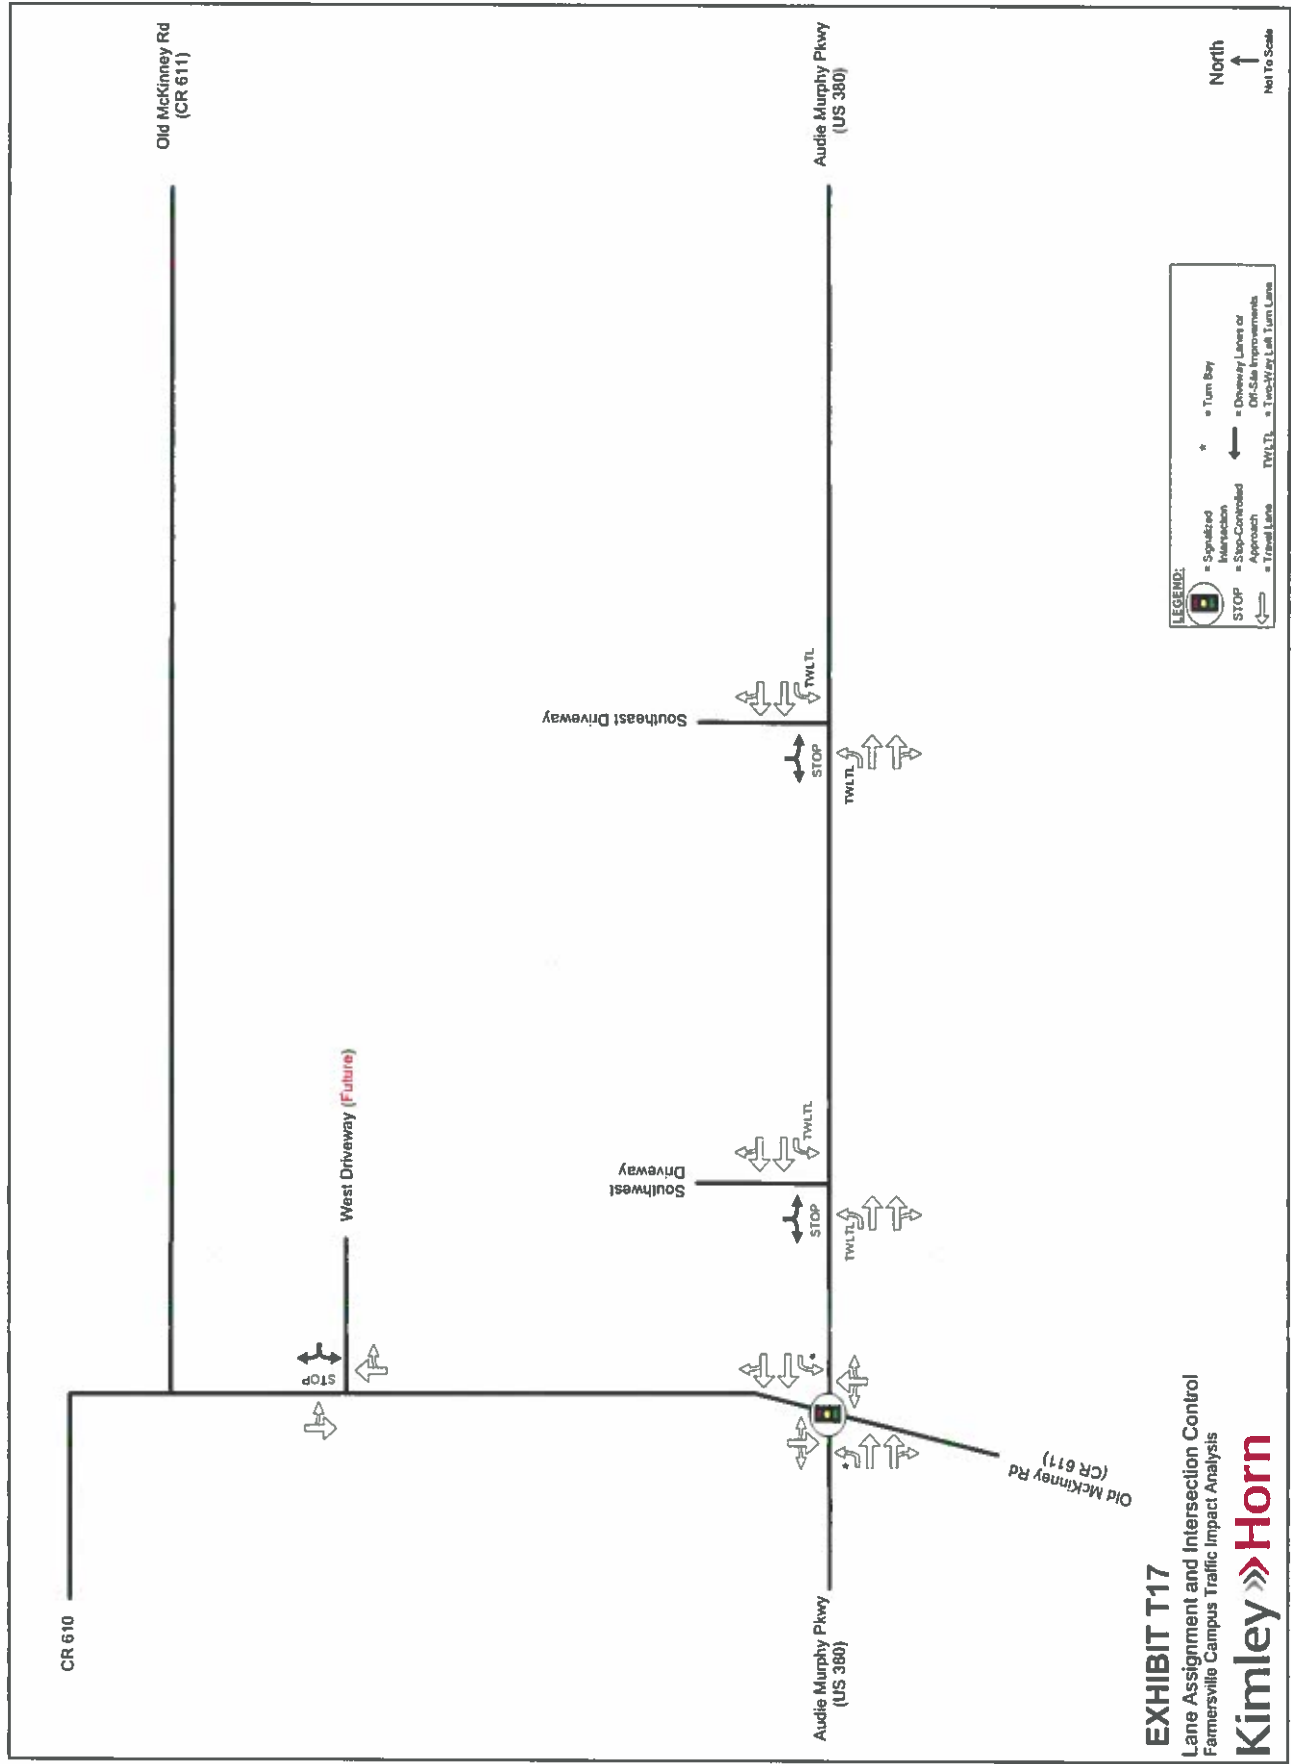 CR 610
Old McKinney Rd
(CR 611)
West Driveway (Future)
STOP
Southwest
Driveway
Southeast Driveway
STOP
TWLTL
TWLTL
STOP
TWLTL
TWLTL
*
*
Audie Murphy Pkwy
(US 380)
Audie Murphy Pkwy
(US 380)
Old McKinney Rd
(CR 611)
EXHIBIT T17
Lane Assignment and Intersection Control
Farmersville Campus Traffic Impact Analysis
Kimley»Horn
LEGEND:
= Signalized
Intersection
* = Turn Bay
STOP = Stop-Controlled
Approach
= Driveway Lanes or
Off-Site Improvements
= Travel Lane
TWLTL = Two-Way Left Turn Lane
North
Not To Scale